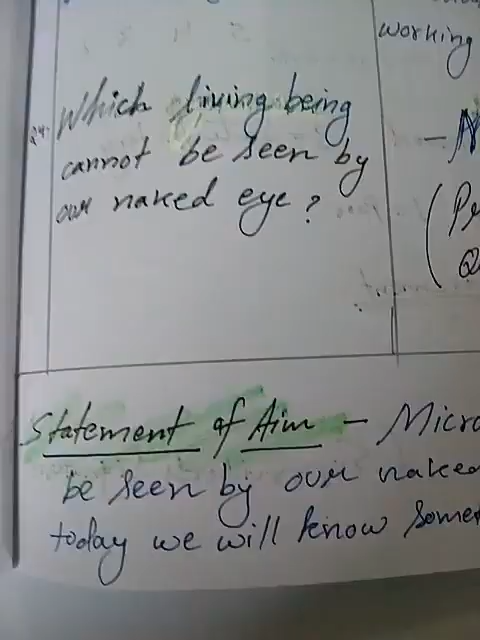 working
Q4.
Which living being
cannot be seen by
our naked eye?
Statement of Aim - Micro
be seen by our naked
today we will know some